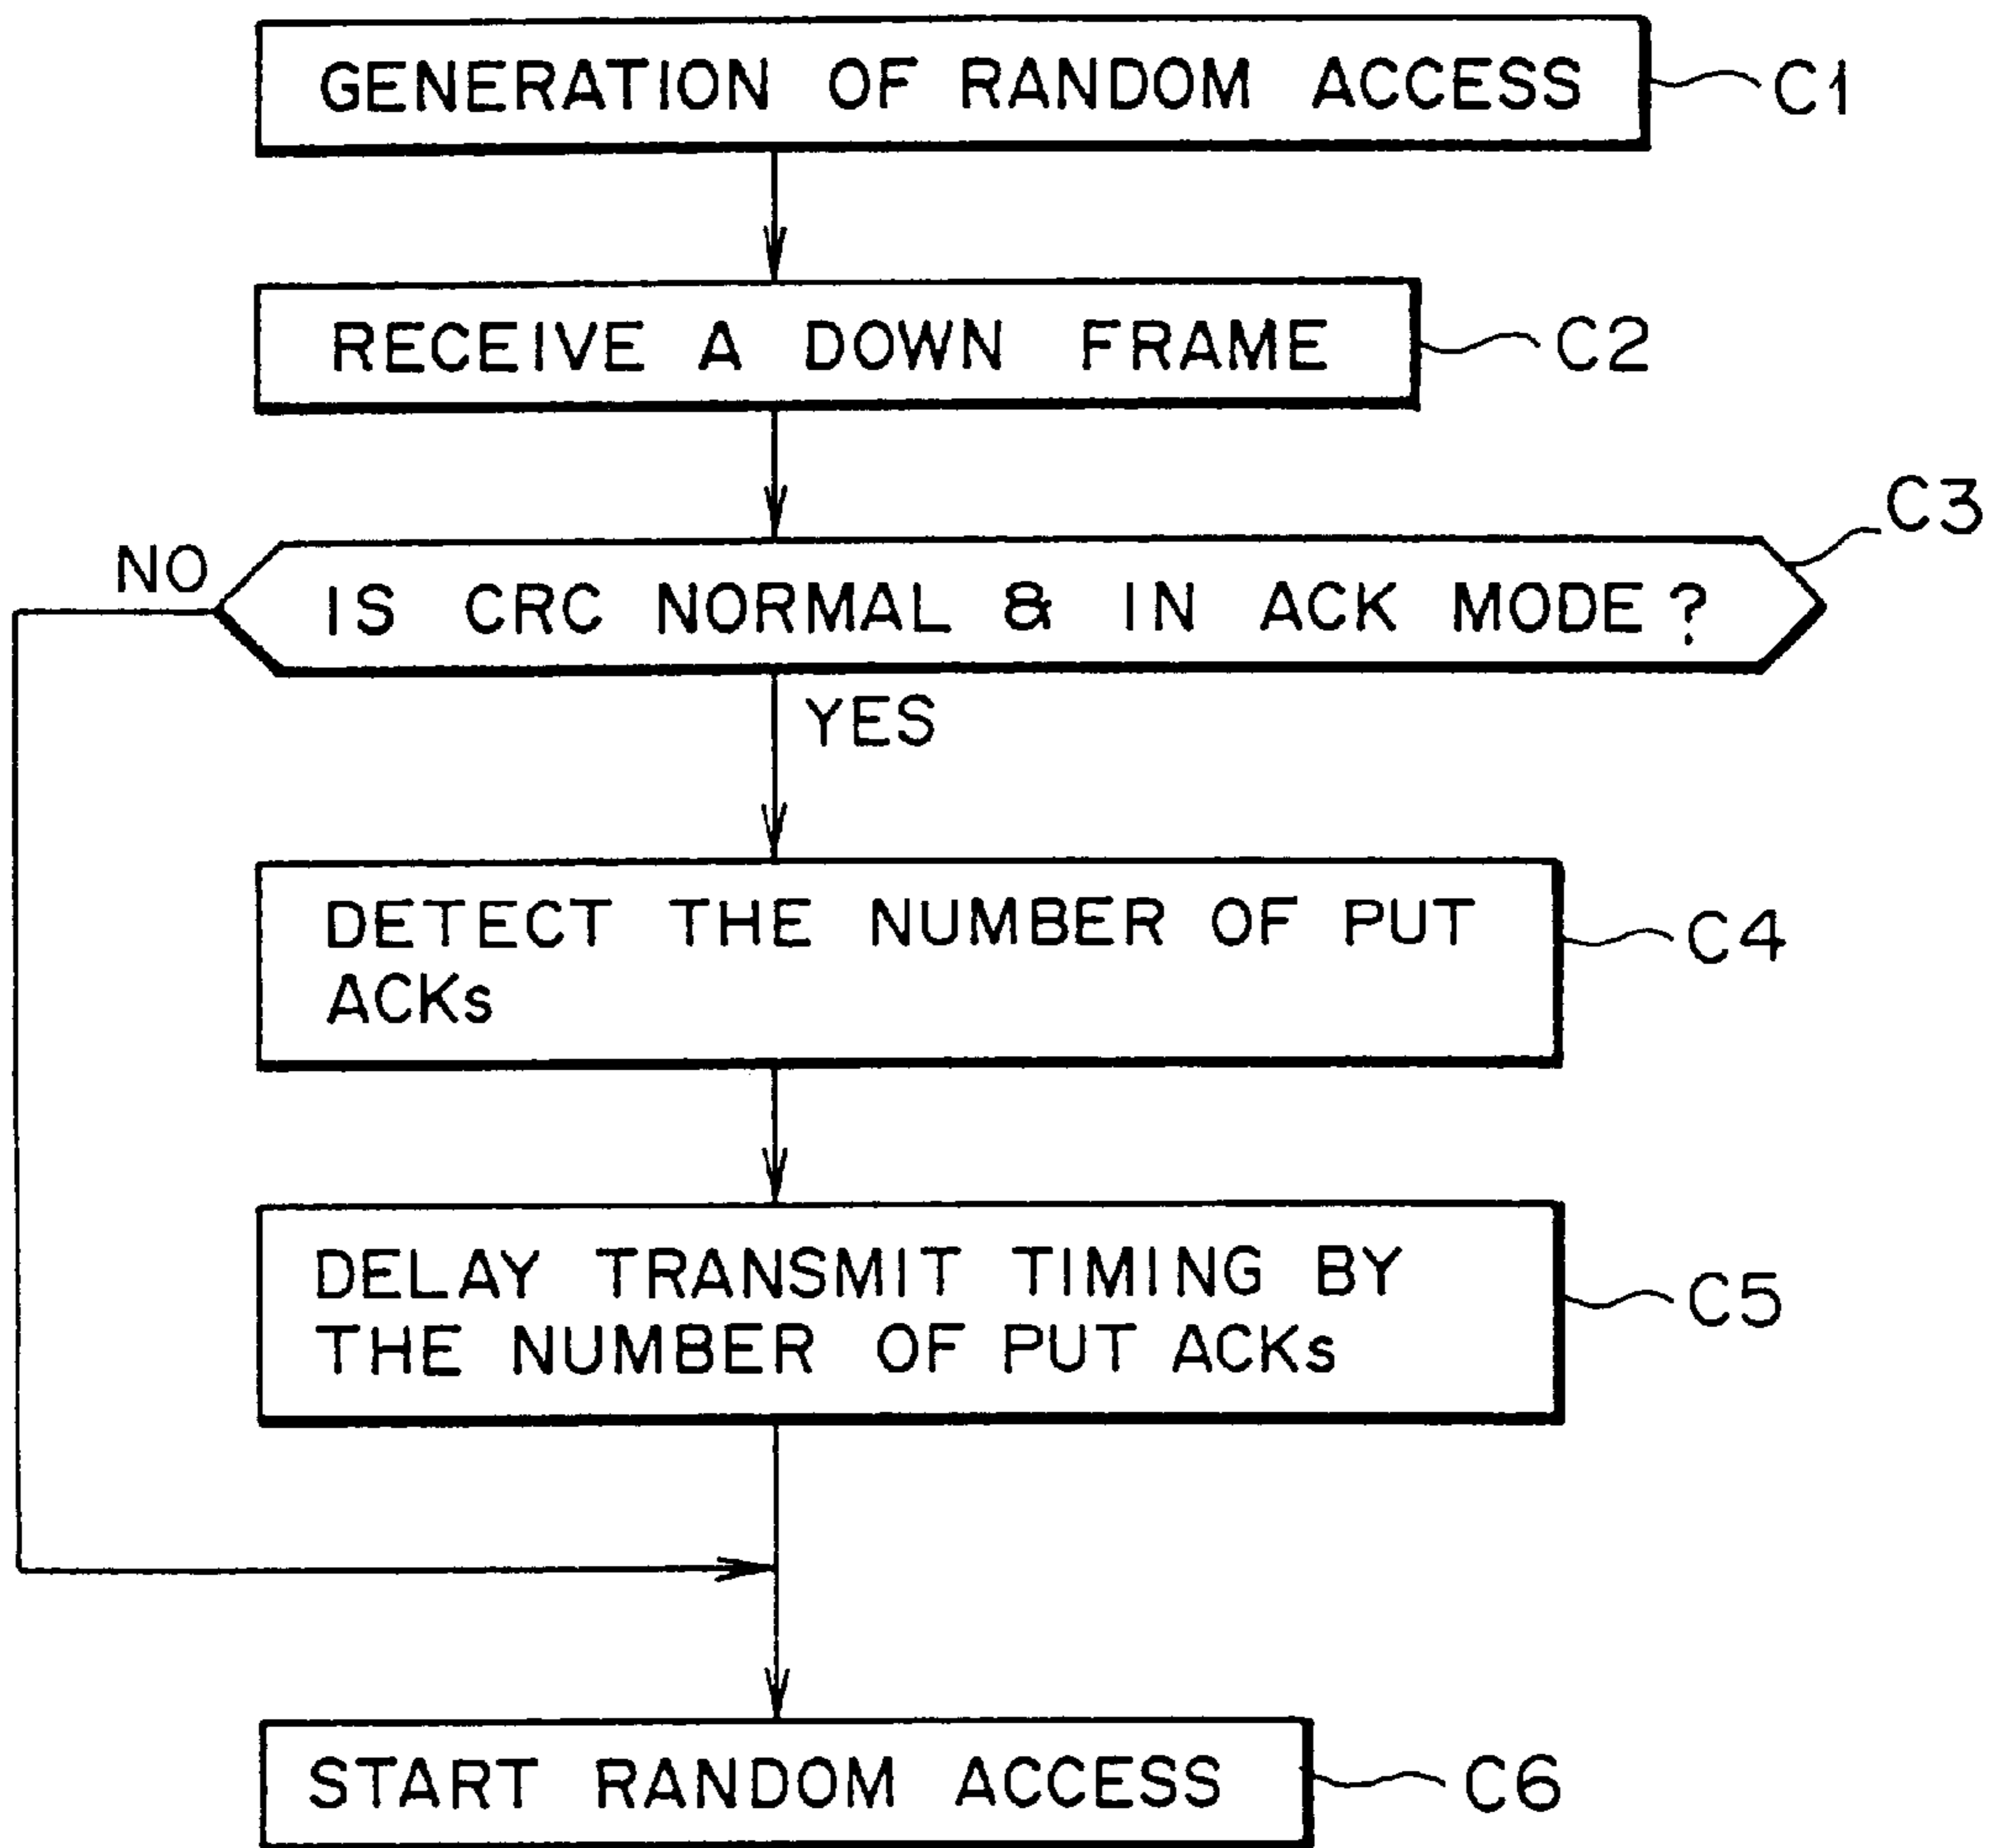 GENERATION OF RANDOM ACCESS
C1
RECEIVE A DOWN FRAME
C2
C3
NO
IS CRC NORMAL & IN ACK MODE?
YES
DETECT THE NUMBER OF PUT
ACKs
C4
DELAY TRANSMIT TIMING BY
THE NUMBER OF PUT ACKs
C5
START RANDOM ACCESS
C6